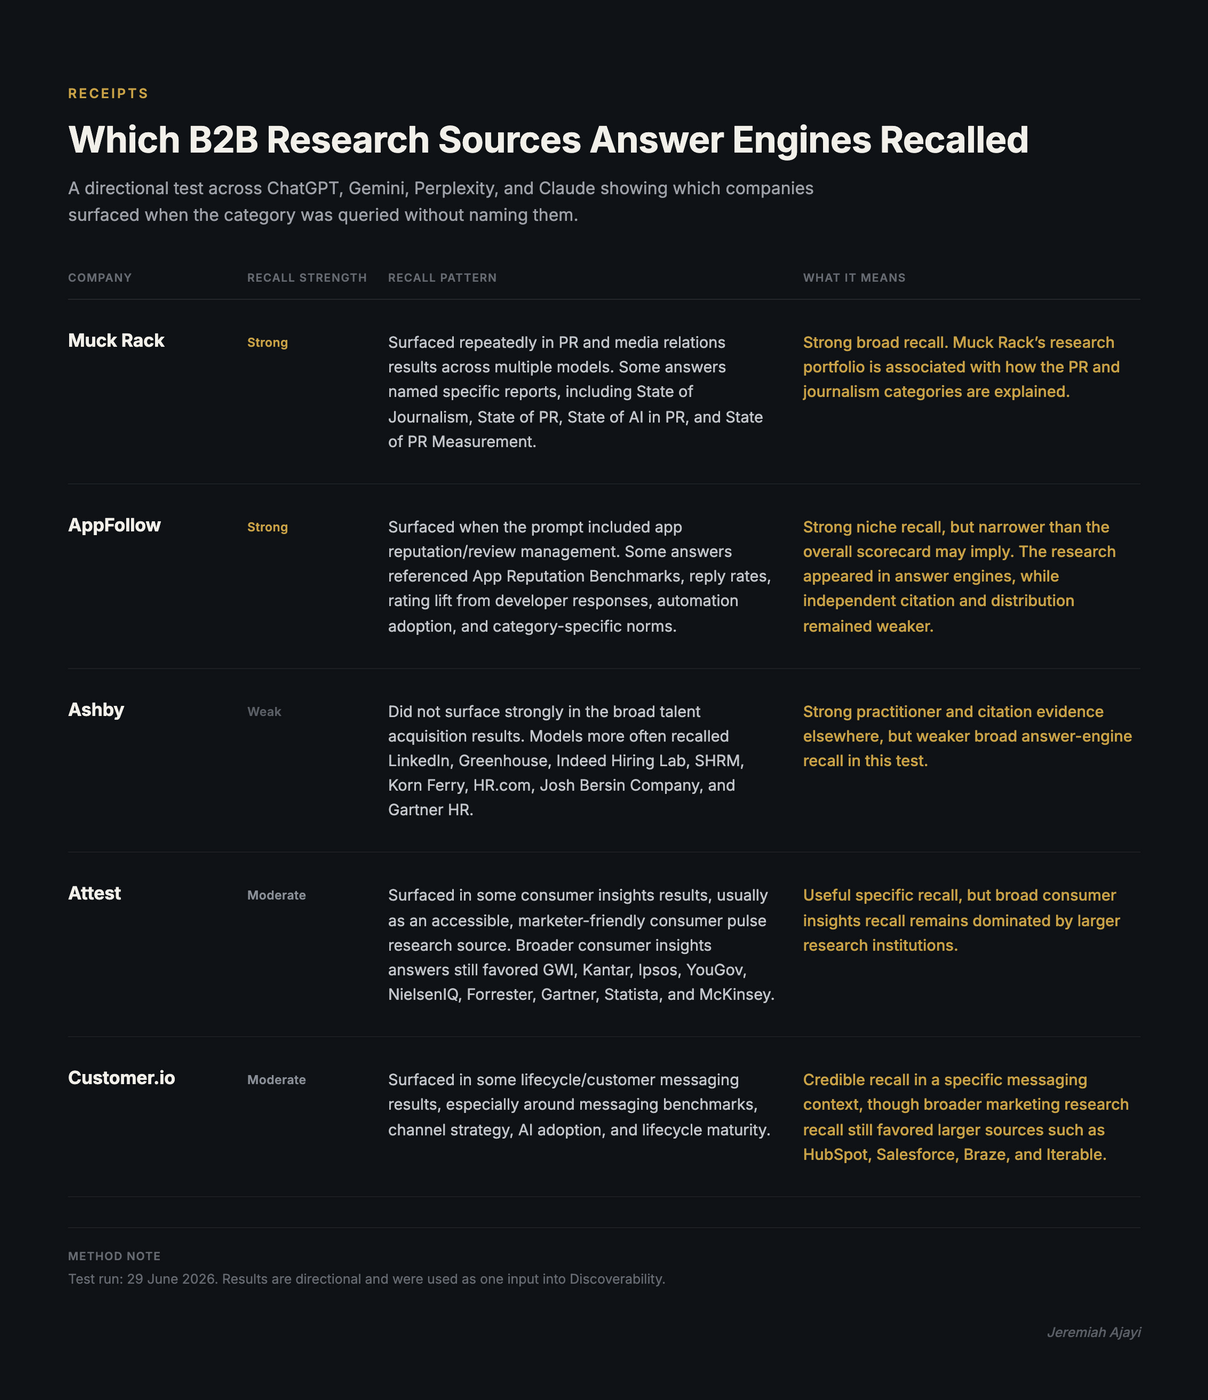 RECEIPTS
Which B2B Research Sources Answer Engines Recalled
A directional test across ChatGPT, Gemini, Perplexity, and Claude showing which companies
surfaced when the category was queried without naming them.
COMPANY
RECALL STRENGTH
RECALL PATTERN
WHAT IT MEANS
Muck Rack
Strong
Surfaced repeatedly in PR and media relations
results across multiple models. Some answers
named specific reports, including State of
Journalism, State of PR, State of AI in PR, and State
of PR Measurement.
Strong broad recall. Muck Rack’s research
portfolio is associated with how the PR and
journalism categories are explained.
AppFollow
Strong
Surfaced when the prompt included app
reputation/review management. Some answers
referenced App Reputation Benchmarks, reply rates,
rating lift from developer responses, automation
adoption, and category-specific norms.
Strong niche recall, but narrower than the
overall scorecard may imply. The research
appeared in answer engines, while
independent citation and distribution
remained weaker.
Ashby
Weak
Did not surface strongly in the broad talent
acquisition results. Models more often recalled
LinkedIn, Greenhouse, Indeed Hiring Lab, SHRM,
Korn Ferry, HR.com, Josh Bersin Company, and
Gartner HR.
Strong practitioner and citation evidence
elsewhere, but weaker broad answer-engine
recall in this test.
Attest
Moderate
Surfaced in some consumer insights results, usually
as an accessible, marketer-friendly consumer pulse
research source. Broader consumer insights
answers still favored GWI, Kantar, Ipsos, YouGov,
NielsenIQ, Forrester, Gartner, Statista, and McKinsey.
Useful specific recall, but broad consumer
insights recall remains dominated by larger
research institutions.
Customer.io
Moderate
Surfaced in some lifecycle/customer messaging
results, especially around messaging benchmarks,
channel strategy, AI adoption, and lifecycle maturity.
Credible recall in a specific messaging
context, though broader marketing research
recall still favored larger sources such as
HubSpot, Salesforce, Braze, and Iterable.
METHOD NOTE
Test run: 29 June 2026. Results are directional and were used as one input into Discoverability.
Jeremiah Ajayi